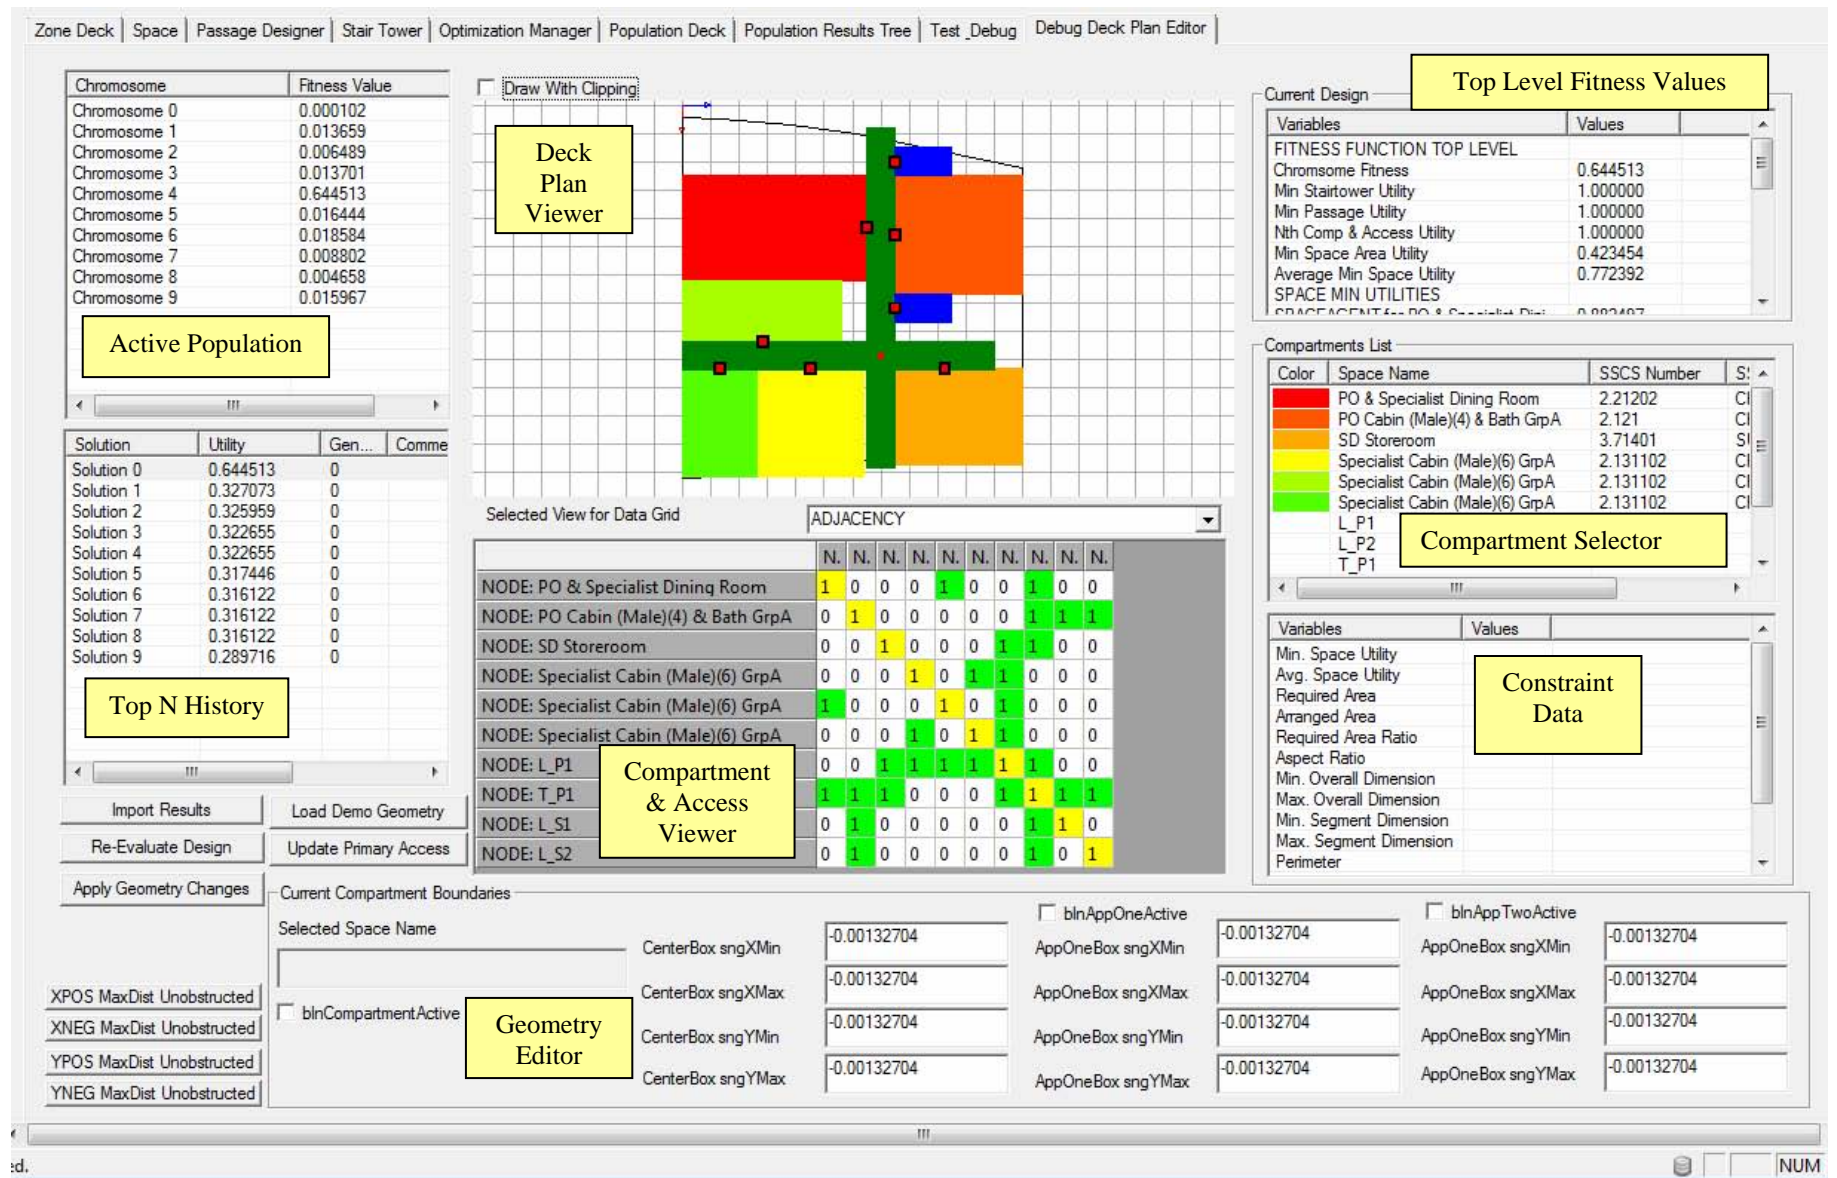 Zone Deck | Space | Passage Designer | Stair Tower | Optimization Manager | Population Deck | Population Results Tree | Test _Debug | Debug Deck Plan Editor
Chromosome Fitness Value
Chromosome 0 0.000102
Chromosome 1 0.013659
Chromosome 2 0.006489
Chromosome 3 0.013701
Chromosome 4 0.644513
Chromosome 5 0.016444
Chromosome 6 0.018584
Chromosome 7 0.008802
Chromosome 8 0.004658
Chromosome 9 0.015967
Active Population
Solution Utility Gen... Comme
Solution 0 0.644513 0
Solution 1 0.327073 0
Solution 2 0.325959 0
Solution 3 0.322655 0
Solution 4 0.322655 0
Solution 5 0.317446 0
Solution 6 0.316122 0
Solution 7 0.316122 0
Solution 8 0.316122 0
Solution 9 0.289716 0
Top N History
Import Results
Load Demo Geometry
Re-Evaluate Design
Update Primary Access
Apply Geometry Changes
Draw With Clipping
Deck
Plan
Viewer
Selected View for Data Grid
ADJACENCY
N. N. N. N. N. N. N. N. N. N.
NODE: PO & Specialist Dining Room 1 0 0 0 1 0 0 1 0 0
NODE: PO Cabin (Male)(4) & Bath GrpA 0 1 0 0 0 0 0 1 1 1
NODE: SD Storeroom 0 0 1 0 0 0 1 1 0 0
NODE: Specialist Cabin (Male)(6) GrpA 0 0 0 1 0 1 1 0 0 0
NODE: Specialist Cabin (Male)(6) GrpA 1 0 0 0 1 0 1 0 0 0
NODE: Specialist Cabin (Male)(6) GrpA 0 0 0 1 0 1 1 0 0 0
NODE: L_P1 0 0 1 1 1 1 1 1 0 0
NODE: T_P1 1 1 1 0 0 0 1 1 1 1
NODE: L_S1 0 1 0 0 0 0 0 1 1 0
NODE: L_S2 0 1 0 0 0 0 0 1 0 1
Compartment
& Access
Viewer
Top Level Fitness Values
Current Design
Variables Values
FITNESS FUNCTION TOP LEVEL
Chromsome Fitness 0.644513
Min Stairtower Utility 1.000000
Min Passage Utility 1.000000
Nth Comp & Access Utility 1.000000
Min Space Area Utility 0.423454
Average Min Space Utility 0.772392
SPACE MIN UTILITIES
SPACEAGENT for PO & Specialist Dini... 0.882497
Compartments List
Color Space Name SSCS Number S
PO & Specialist Dining Room 2.21202 Cl
PO Cabin (Male)(4) & Bath GrpA 2.121 Cl
SD Storeroom 3.71401 SI
Specialist Cabin (Male)(6) GrpA 2.131102 Cl
Specialist Cabin (Male)(6) GrpA 2.131102 Cl
Specialist Cabin (Male)(6) GrpA 2.131102 Cl
L_P1
L_P2
T_P1
Compartment Selector
Variables Values
Min. Space Utility
Avg. Space Utility
Required Area
Arranged Area
Required Area Ratio
Aspect Ratio
Min. Overall Dimension
Max. Overall Dimension
Min. Segment Dimension
Max. Segment Dimension
Perimeter
Constraint
Data
Current Compartment Boundaries
Selected Space Name
blnCompartmentActive
Geometry
Editor
XPOS MaxDist Unobstructed
XNEG MaxDist Unobstructed
YPOS MaxDist Unobstructed
YNEG MaxDist Unobstructed
CenterBox sngXMin -0.00132704
CenterBox sngXMax -0.00132704
CenterBox sngYMin -0.00132704
CenterBox sngYMax -0.00132704
blnAppOneActive
AppOneBox sngXMin -0.00132704
AppOneBox sngXMax -0.00132704
AppOneBox sngYMin -0.00132704
AppOneBox sngYMax -0.00132704
blnAppTwoActive
AppOneBox sngXMin -0.00132704
AppOneBox sngXMax -0.00132704
AppOneBox sngYMin -0.00132704
AppOneBox sngYMax -0.00132704
ed.
NUM